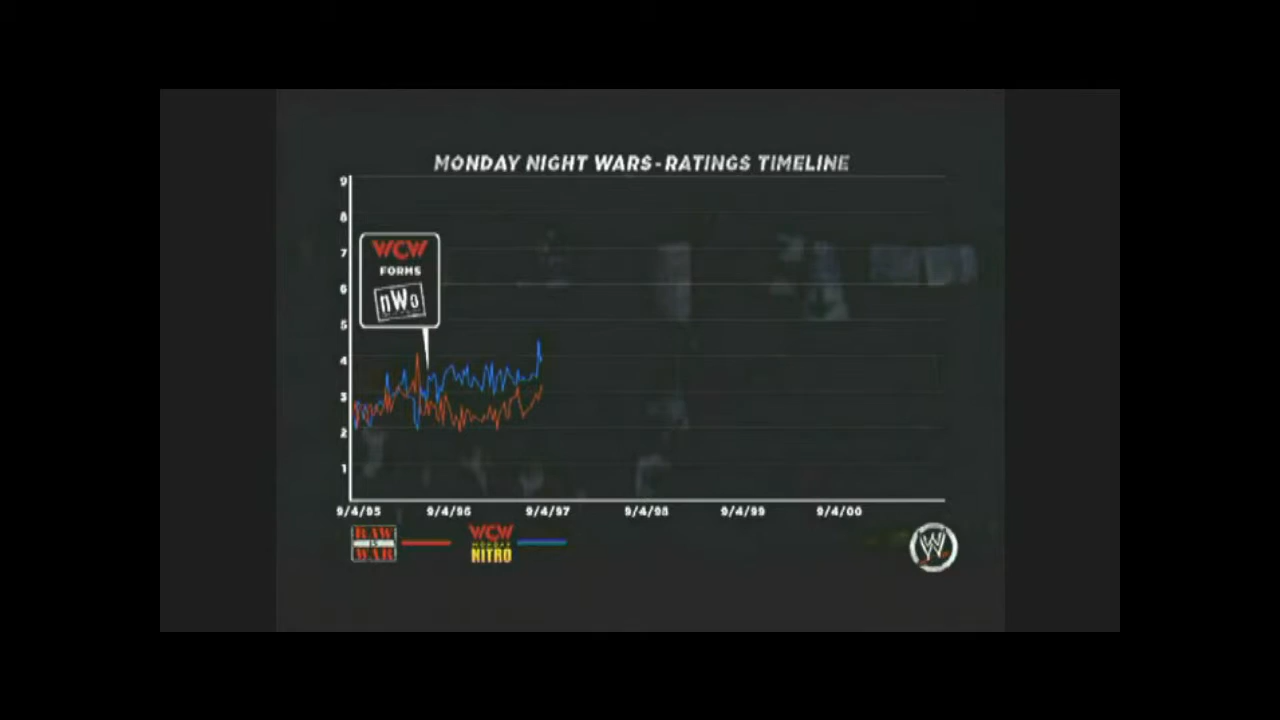 MONDAY NIGHT WARS - RATINGS TIMELINE
9
8
7
6
5
4
3
2
1
WCW
FORMS
nWo
9/4/95 9/4/96 9/4/97 9/4/98 9/4/99 9/4/00
RAW
IS
WAR
WCW
MONDAY
NITRO
W